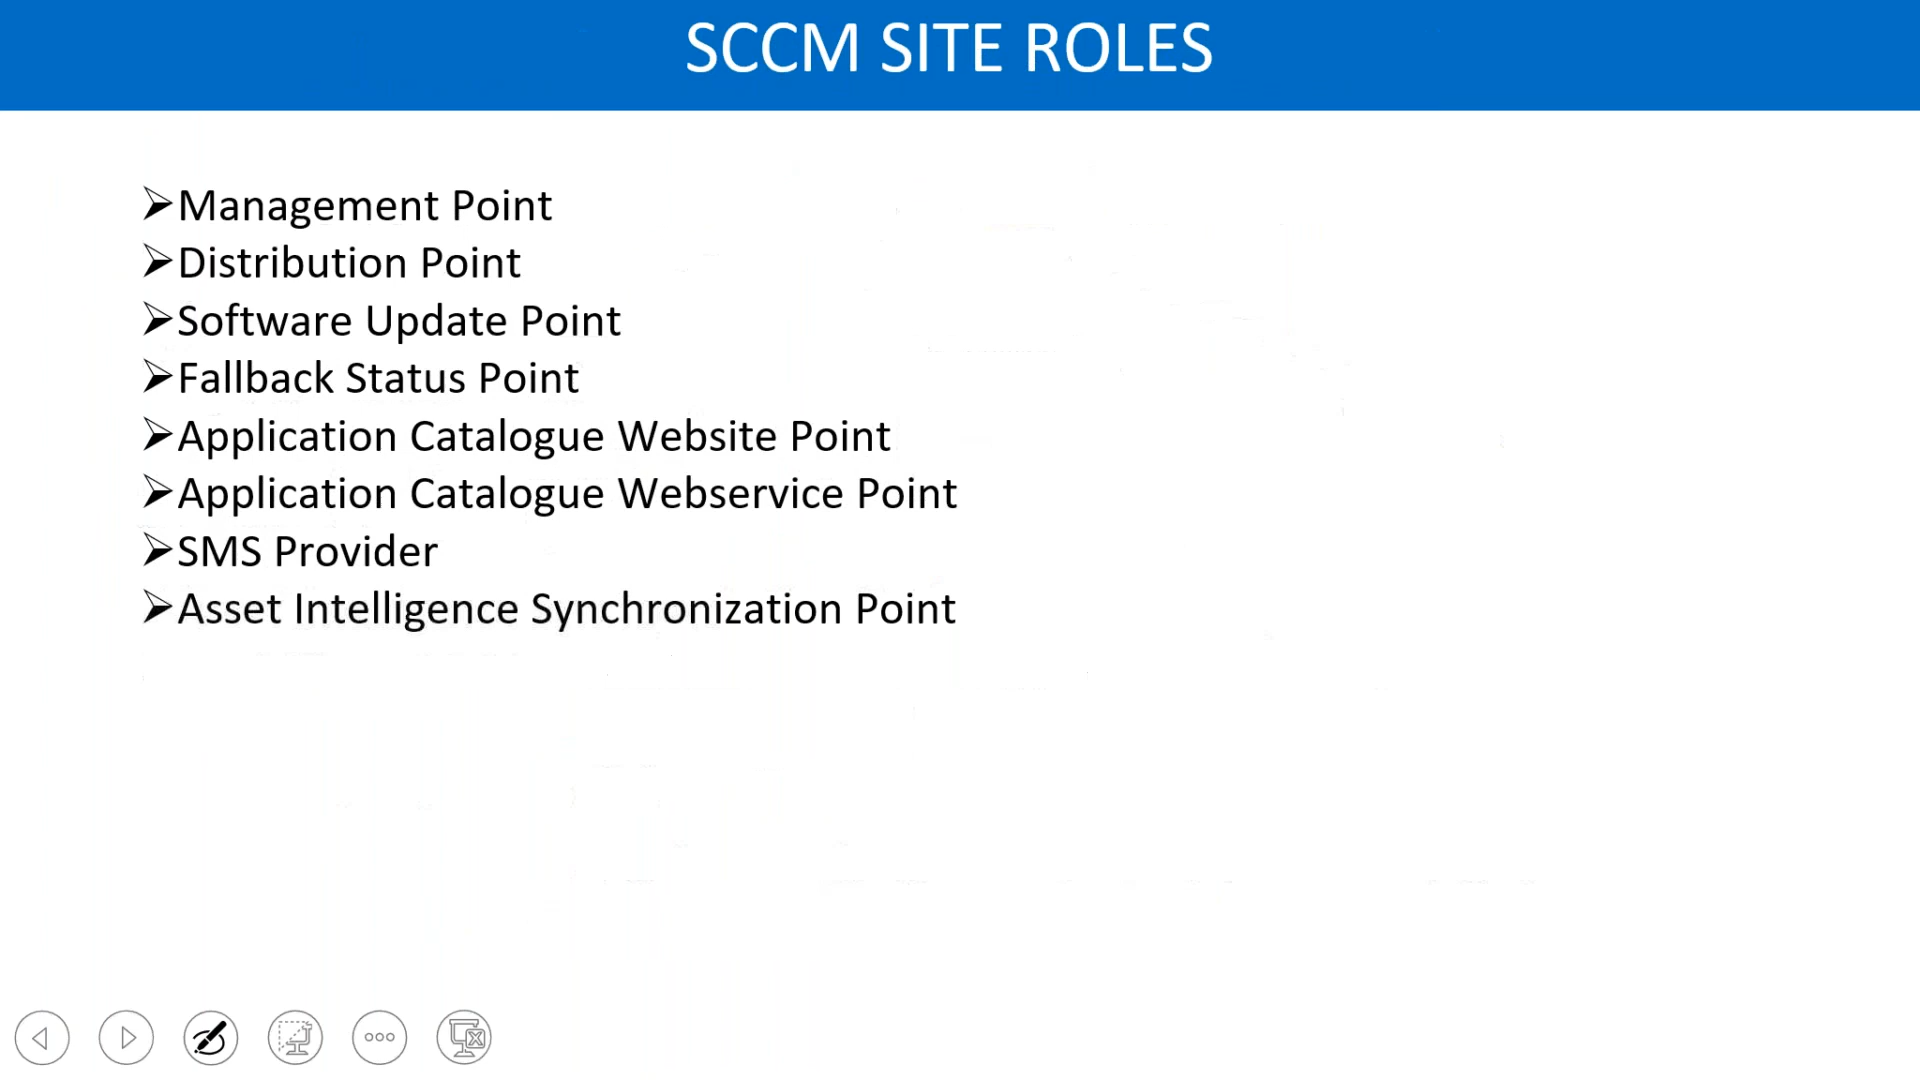 SCCM SITE ROLES
➢Management Point
➢Distribution Point
➢Software Update Point
➢Fallback Status Point
➢Application Catalogue Website Point
➢Application Catalogue Webservice Point
➢SMS Provider
➢Asset Intelligence Synchronization Point